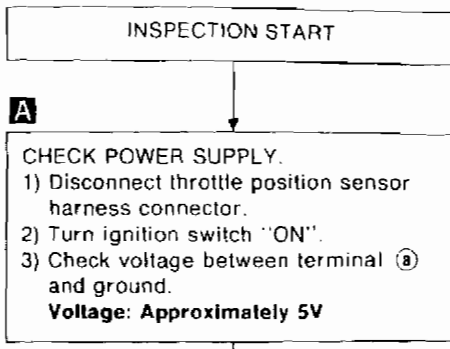 INSPECTION START
A
CHECK POWER SUPPLY.
1) Disconnect throttle position sensor
harness connector.
2) Turn ignition switch "ON".
3) Check voltage between terminal ⓐ
and ground.
Voltage: Approximately 5V